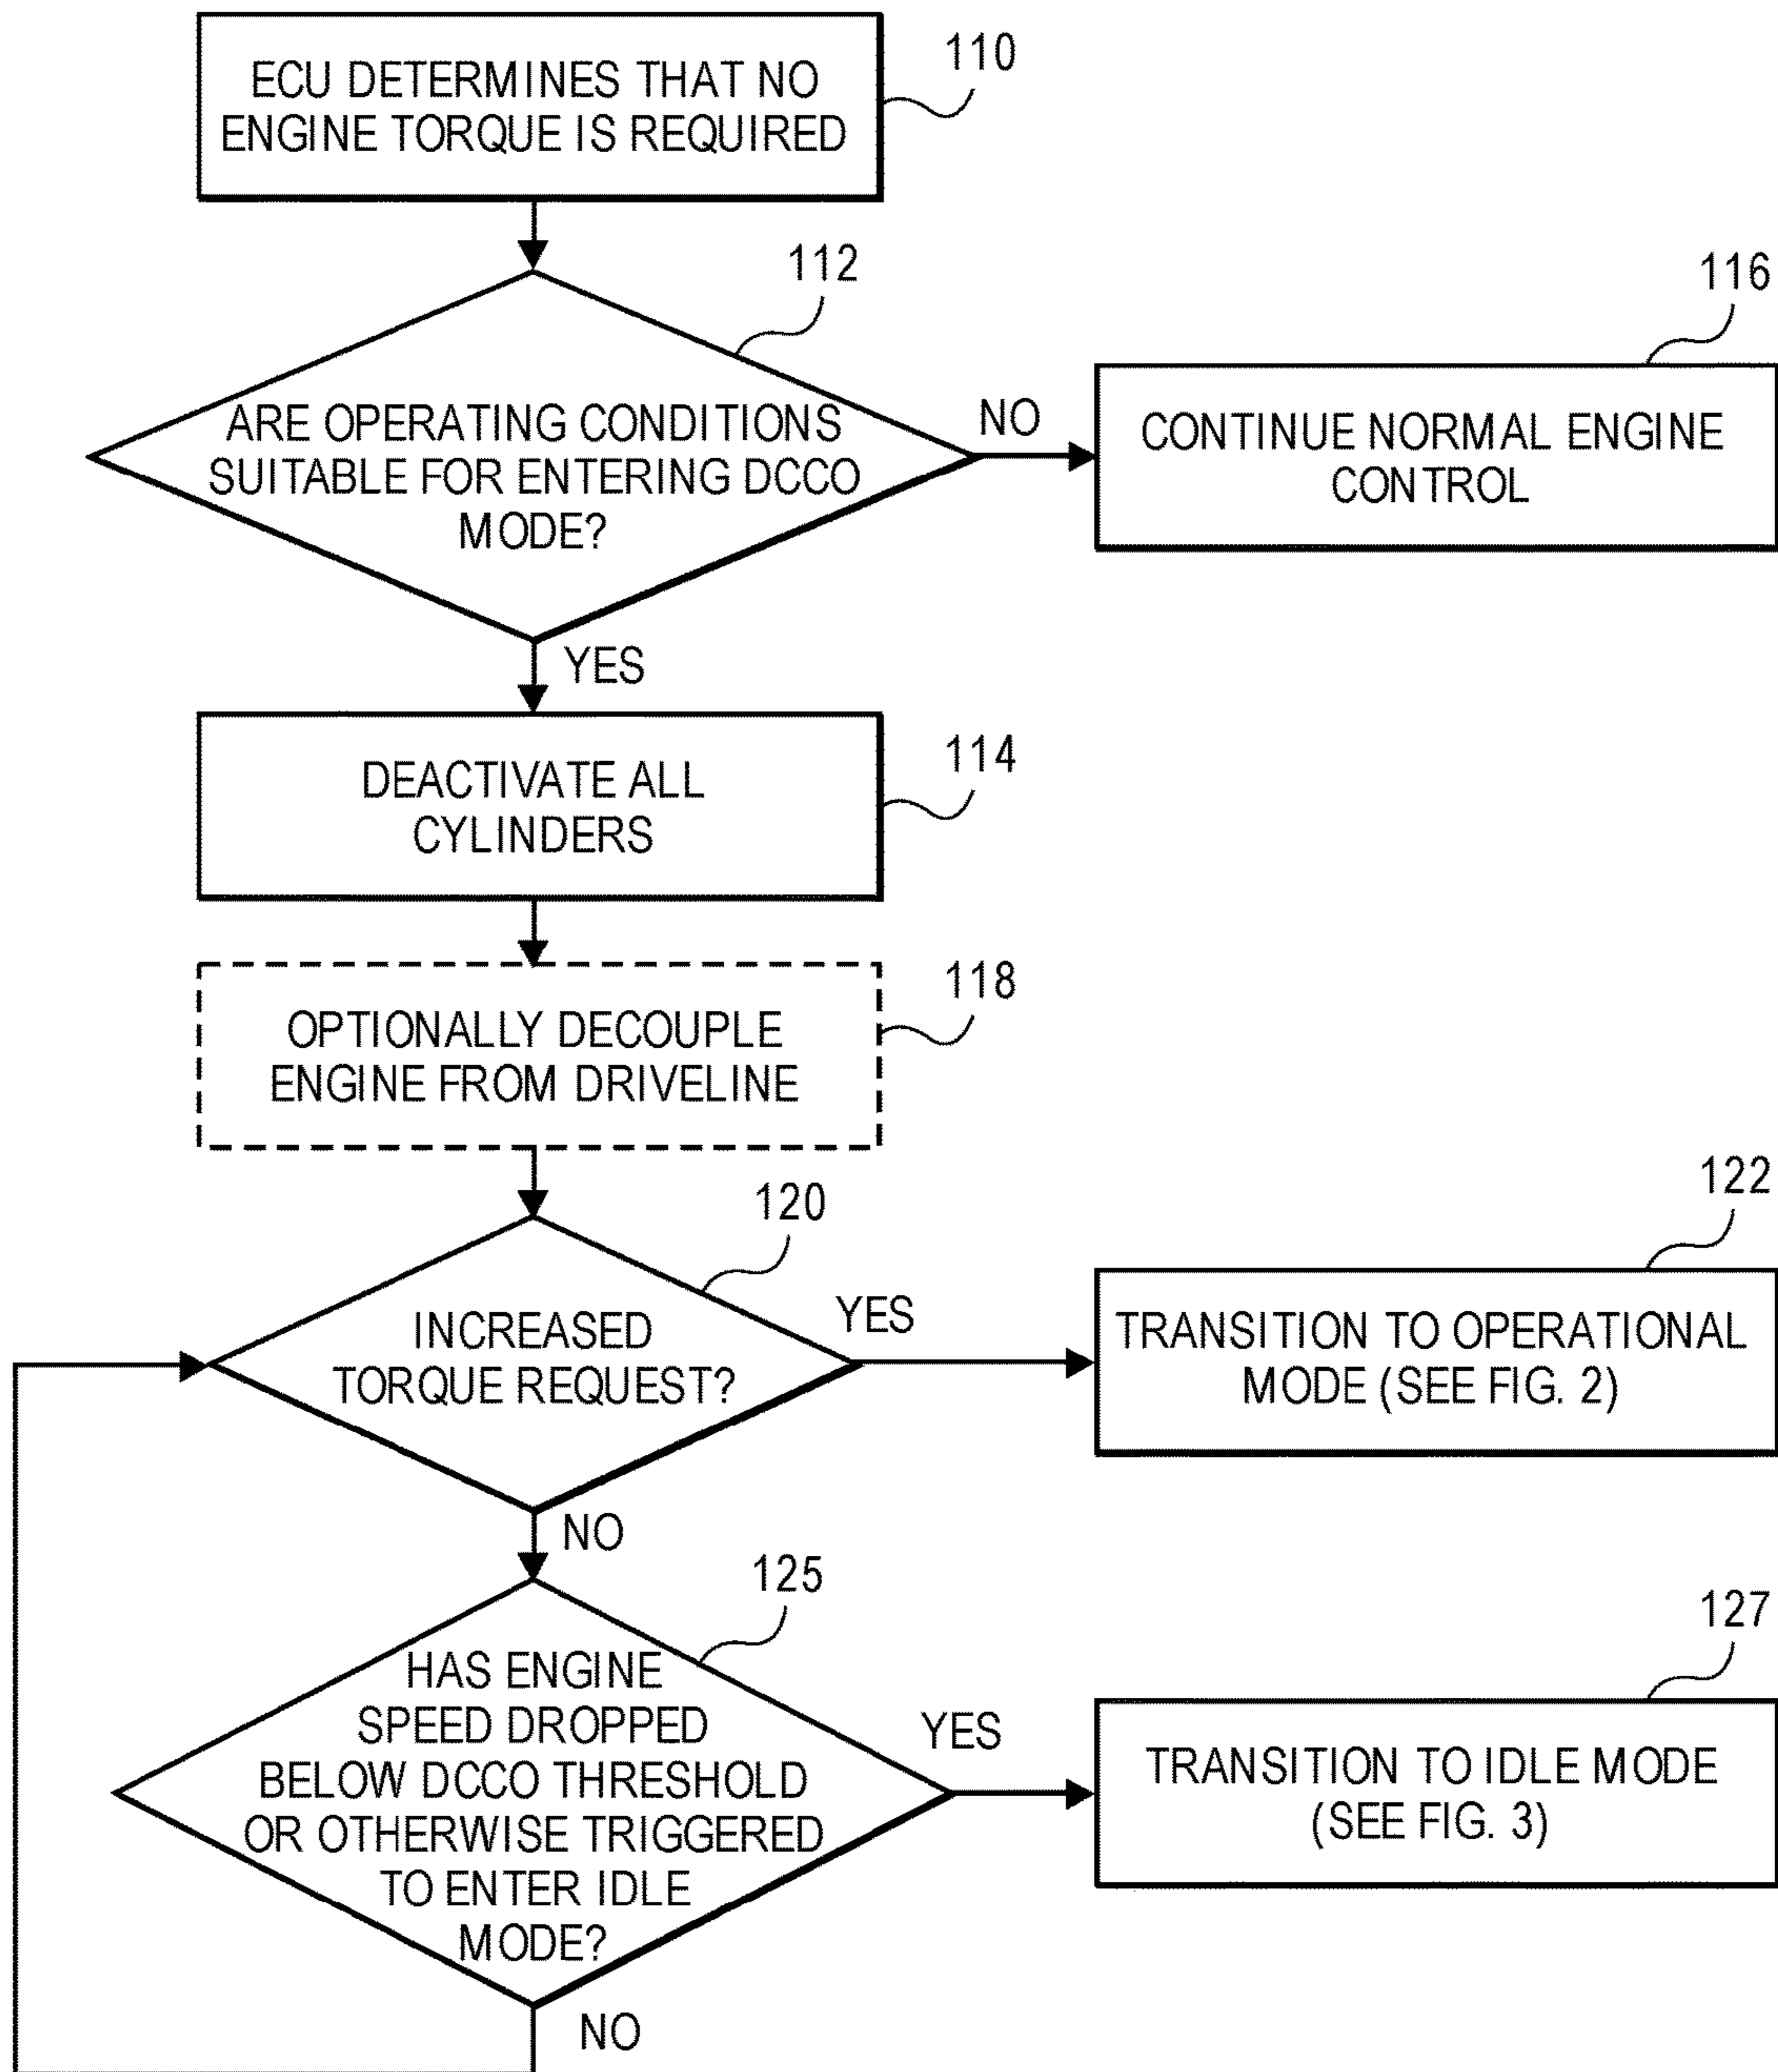 ECU DETERMINES THAT NO
ENGINE TORQUE IS REQUIRED
110
112
ARE OPERATING CONDITIONS
SUITABLE FOR ENTERING DCCO
MODE?
NO
116
CONTINUE NORMAL ENGINE
CONTROL
YES
DEACTIVATE ALL
CYLINDERS
114
OPTIONALLY DECOUPLE
ENGINE FROM DRIVELINE
118
120
INCREASED
TORQUE REQUEST?
YES
122
TRANSITION TO OPERATIONAL
MODE (SEE FIG. 2)
NO
125
HAS ENGINE
SPEED DROPPED
BELOW DCCO THRESHOLD
OR OTHERWISE TRIGGERED
TO ENTER IDLE
MODE?
YES
127
TRANSITION TO IDLE MODE
(SEE FIG. 3)
NO